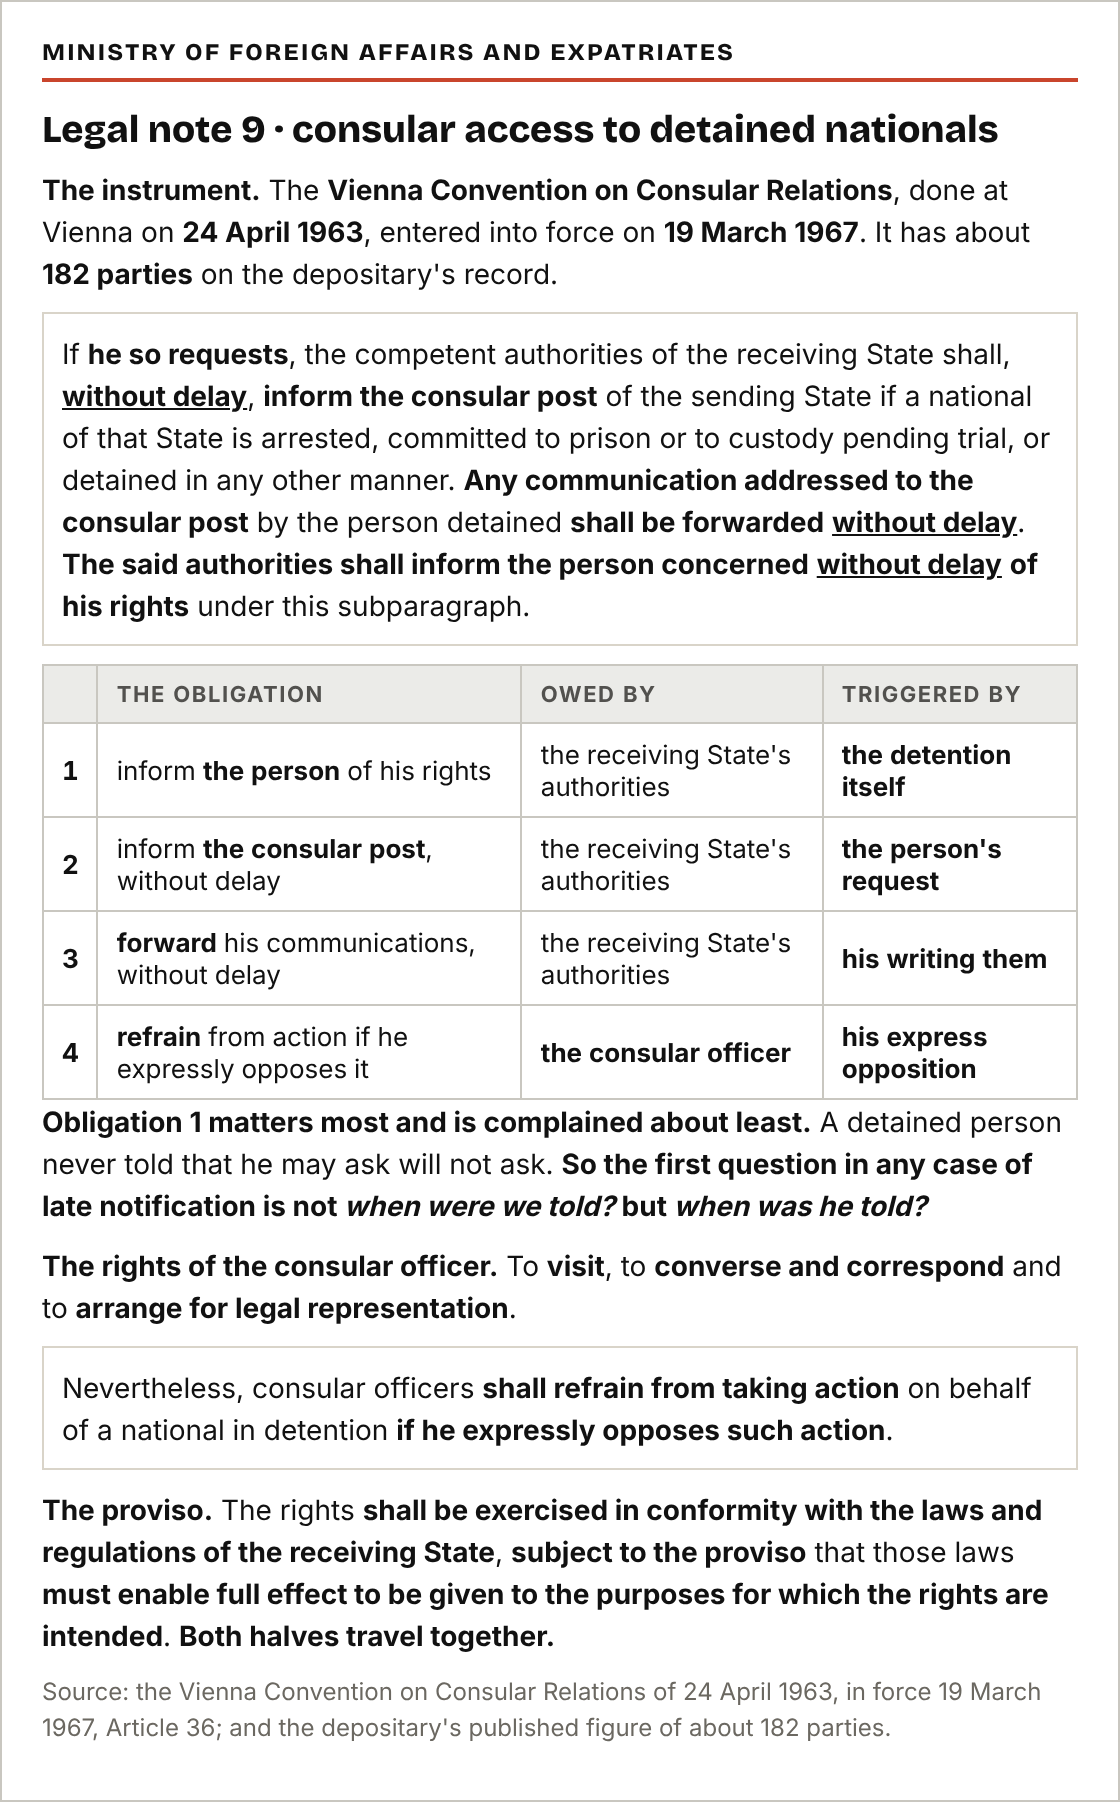 MINISTRY OF FOREIGN AFFAIRS AND EXPATRIATES
Legal note 9 · consular access to detained nationals
The instrument. The Vienna Convention on Consular Relations, done at
Vienna on 24 April 1963, entered into force on 19 March 1967. It has about
182 parties on the depositary's record.
If he so requests, the competent authorities of the receiving State shall,
without delay, inform the consular post of the sending State if a national
of that State is arrested, committed to prison or to custody pending trial, or
detained in any other manner. Any communication addressed to the
consular post by the person detained shall be forwarded without delay.
The said authorities shall inform the person concerned without delay of
his rights under this subparagraph.
THE OBLIGATION OWED BY TRIGGERED BY
1 inform the person of his rights the receiving State's authorities the detention itself
2 inform the consular post, without delay the receiving State's authorities the person's request
3 forward his communications, without delay the receiving State's authorities his writing them
4 refrain from action if he expressly opposes it the consular officer his express opposition
Obligation 1 matters most and is complained about least. A detained person
never told that he may ask will not ask. So the first question in any case of
late notification is not when were we told? but when was he told?
The rights of the consular officer. To visit, to converse and correspond and
to arrange for legal representation.
Nevertheless, consular officers shall refrain from taking action on behalf
of a national in detention if he expressly opposes such action.
The proviso. The rights shall be exercised in conformity with the laws and
regulations of the receiving State, subject to the proviso that those laws
must enable full effect to be given to the purposes for which the rights are
intended. Both halves travel together.
Source: the Vienna Convention on Consular Relations of 24 April 1963, in force 19 March
1967, Article 36; and the depositary's published figure of about 182 parties.